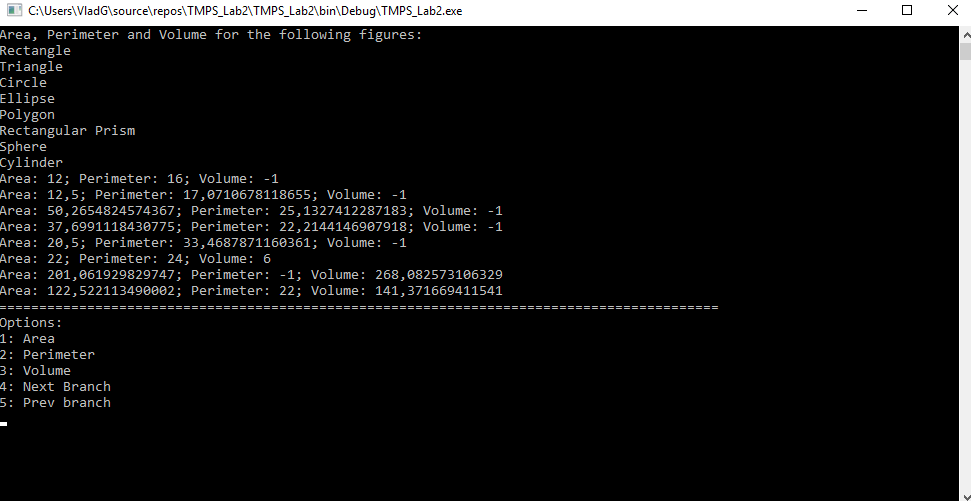 C:\Users\VladG\source\repos\TMPS_Lab2\TMPS_Lab2\bin\Debug\TMPS_Lab2.exe
Area, Perimeter and Volume for the following figures:
Rectangle
Triangle
Circle
Ellipse
Polygon
Rectangular Prism
Sphere
Cylinder
Area: 12; Perimeter: 16; Volume: -1
Area: 12,5; Perimeter: 17,0710678118655; Volume: -1
Area: 50,2654824574367; Perimeter: 25,1327412287183; Volume: -1
Area: 37,6991118430775; Perimeter: 22,2144146907918; Volume: -1
Area: 20,5; Perimeter: 33,4687871160361; Volume: -1
Area: 22; Perimeter: 24; Volume: 6
Area: 201,061929829747; Perimeter: -1; Volume: 268,082573106329
Area: 122,522113490002; Perimeter: 22; Volume: 141,371669411541
==========================================================================================
Options:
1: Area
2: Perimeter
3: Volume
4: Next Branch
5: Prev branch